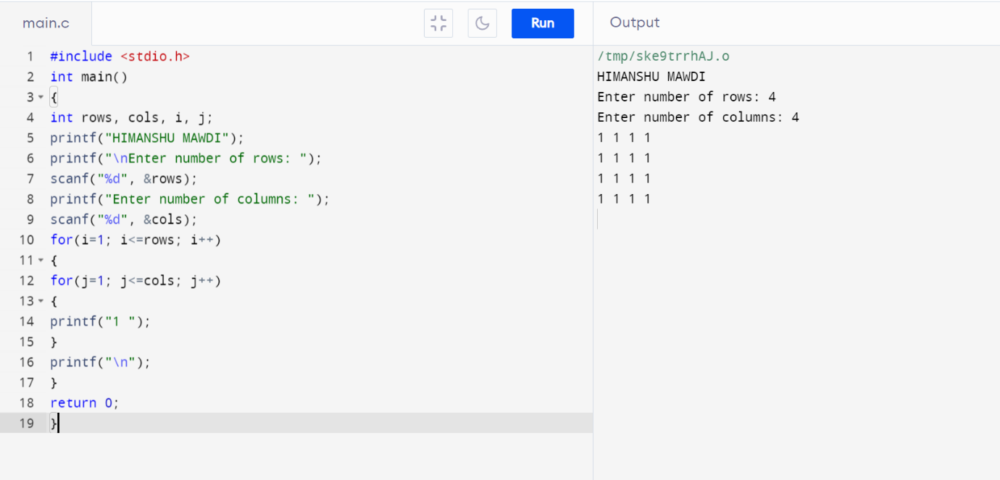 main.c
Run
Output
1 #include <stdio.h>
2 int main()
3 {
4 int rows, cols, i, j;
5 printf("HIMANSHU MAWDI");
6 printf("\nEnter number of rows: ");
7 scanf("%d", &rows);
8 printf("Enter number of columns: ");
9 scanf("%d", &cols);
10 for(i=1; i<=rows; i++)
11 {
12 for(j=1; j<=cols; j++)
13 {
14 printf("1 ");
15 }
16 printf("\n");
17 }
18 return 0;
19 }
/tmp/ske9trrhAJ.o
HIMANSHU MAWDI
Enter number of rows: 4
Enter number of columns: 4
1 1 1 1
1 1 1 1
1 1 1 1
1 1 1 1